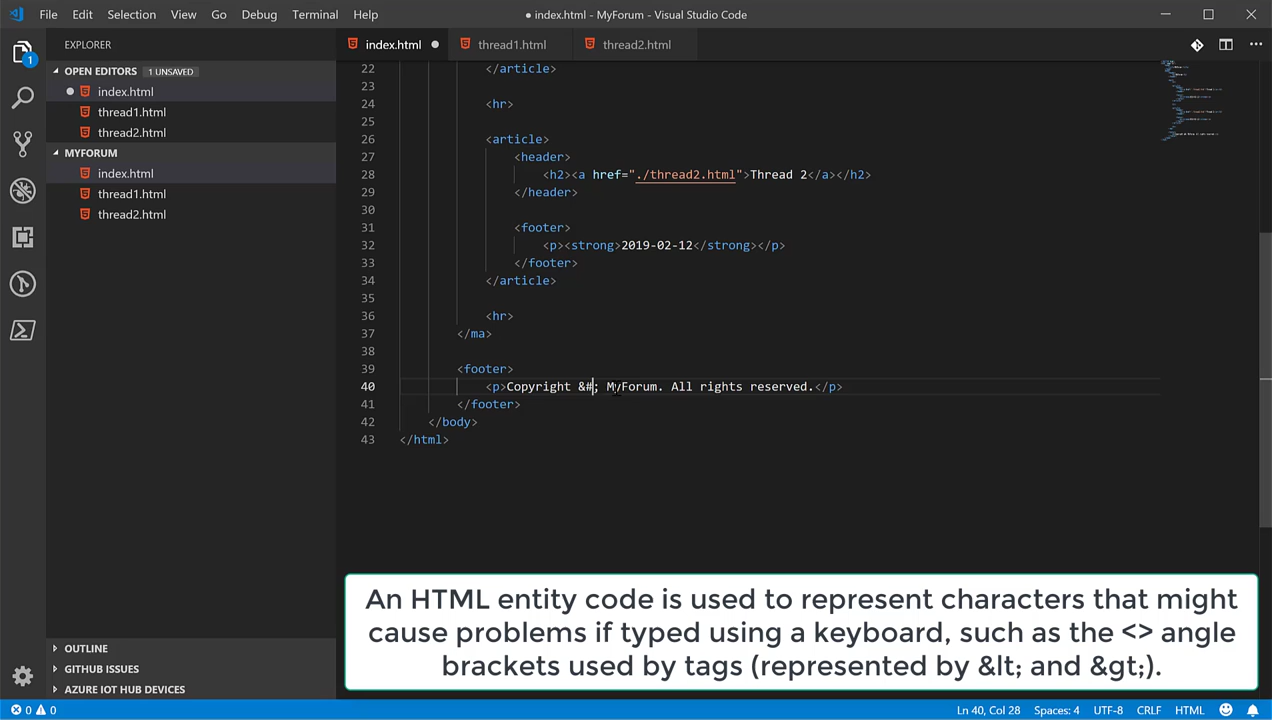 File Edit Selection View Go Debug Terminal Help
● index.html - MyForum - Visual Studio Code
EXPLORER
1
OPEN EDITORS 1 UNSAVED
index.html
thread1.html
thread2.html
MYFORUM
index.html
thread1.html
thread2.html
OUTLINE
GITHUB ISSUES
AZURE IOT HUB DEVICES
index.html ● thread1.html thread2.html
22 </article>
23
24 <hr>
25
26 <article>
27 <header>
28 <h2><a href="./thread2.html">Thread 2</a></h2>
29 </header>
30
31 <footer>
32 <p><strong>2019-02-12</strong></p>
33 </footer>
34 </article>
35
36 <hr>
37 </ma>
38
39 <footer>
40 <p>Copyright &#; MyForum. All rights reserved.</p>
41 </footer>
42 </body>
43 </html>
An HTML entity code is used to represent characters that might
cause problems if typed using a keyboard, such as the <> angle
brackets used by tags (represented by &lt; and &gt;).
0 0 Ln 40, Col 28 Spaces: 4 UTF-8 CRLF HTML